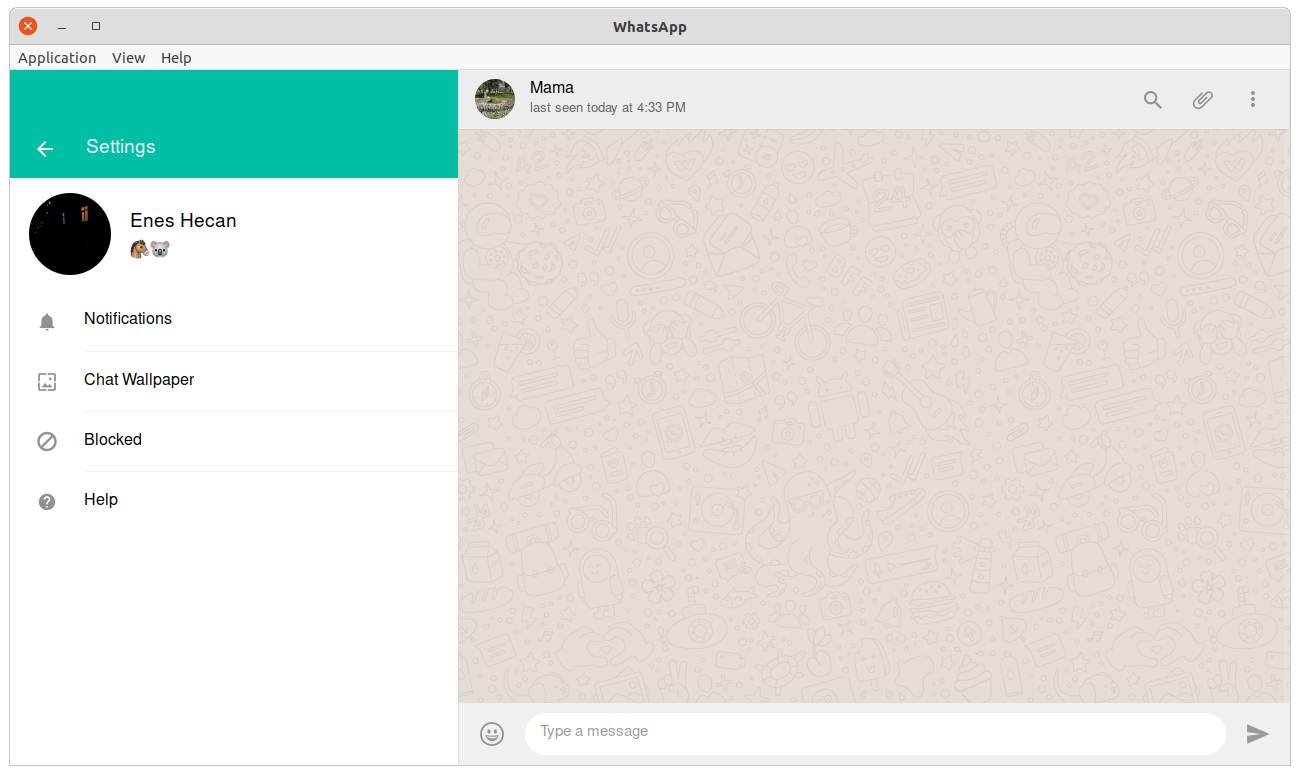 WhatsApp
Application View Help
Settings
Enes Hecan
🐴🐨
Notifications
Chat Wallpaper
Blocked
Help
Mama
last seen today at 4:33 PM
Type a message